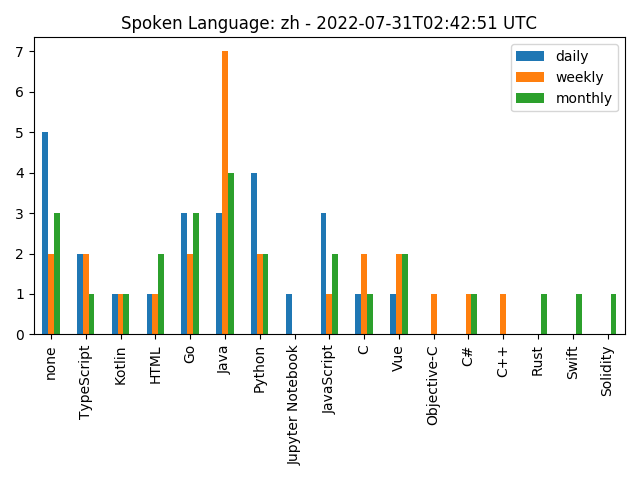 Spoken Language: zh - 2022-07-31T02:42:51 UTC
daily
weekly
monthly
7
6
5
4
3
2
1
0
none
TypeScript
Kotlin
HTML
Go
Java
Python
Jupyter Notebook
JavaScript
C
Vue
Objective-C
C#
C++
Rust
Swift
Solidity